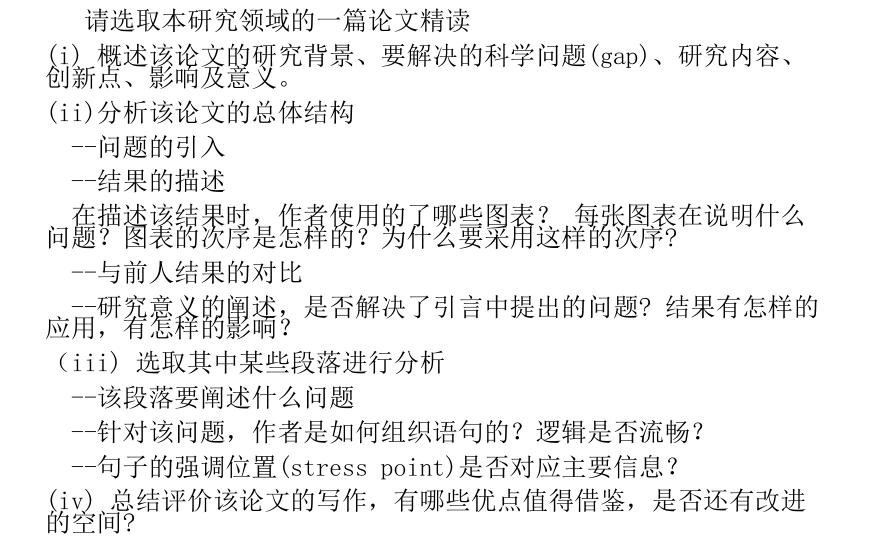 请选取本研究领域的一篇论文精读
(i) 概述该论文的研究背景、要解决的科学问题(gap)、研究内容、
创新点、影响及意义。
(ii)分析该论文的总体结构
--问题的引入
--结果的描述
在描述该结果时，作者使用的了哪些图表？ 每张图表在说明什么
问题？图表的次序是怎样的？为什么要采用这样的次序?
--与前人结果的对比
--研究意义的阐述，是否解决了引言中提出的问题? 结果有怎样的
应用，有怎样的影响？
（iii) 选取其中某些段落进行分析
--该段落要阐述什么问题
--针对该问题，作者是如何组织语句的？逻辑是否流畅？
--句子的强调位置(stress point)是否对应主要信息？
(iv) 总结评价该论文的写作，有哪些优点值得借鉴，是否还有改进
的空间?